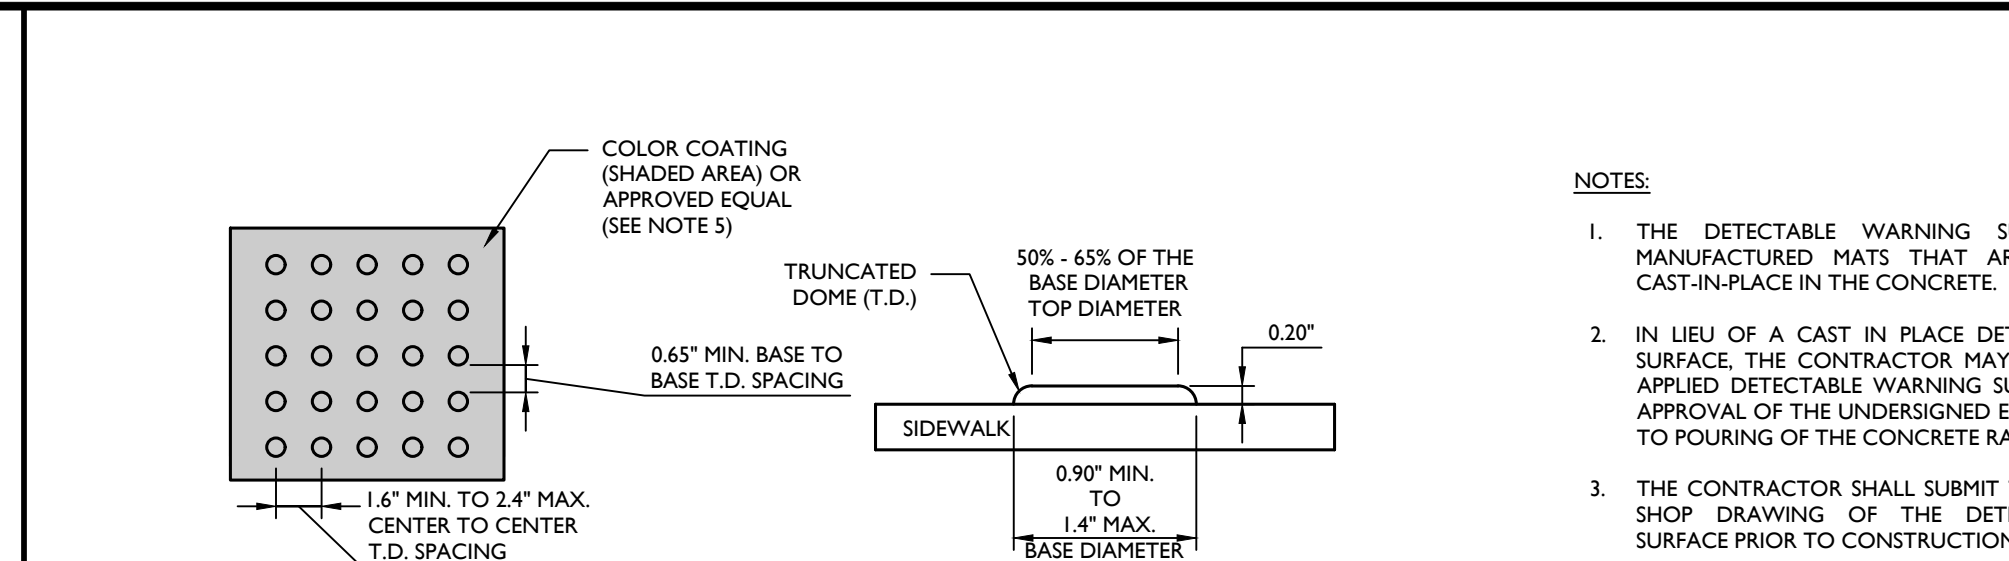 COLOR COATING
(SHADED AREA) OR
APPROVED EQUAL
(SEE NOTE 5)
0.65" MIN. BASE TO
BASE T.D. SPACING
1.6" MIN. TO 2.4" MAX.
CENTER TO CENTER
T.D. SPACING
TRUNCATED
DOME (T.D.)
50% - 65% OF THE
BASE DIAMETER
TOP DIAMETER
0.20"
SIDEWALK
0.90" MIN.
TO
1.4" MAX.
BASE DIAMETER
NOTES:
1. THE DETECTABLE WARNING
MANUFACTURED MATS THAT
CAST-IN-PLACE IN THE CONCRETE.
2. IN LIEU OF A CAST IN PLACE
SURFACE, THE CONTRACTOR MAY
APPLIED DETECTABLE WARNING
APPROVAL OF THE UNDERSIGNED
TO POURING OF THE CONCRETE
3. THE CONTRACTOR SHALL SUBMIT
SHOP DRAWING OF THE
SURFACE PRIOR TO CONSTRUCTION